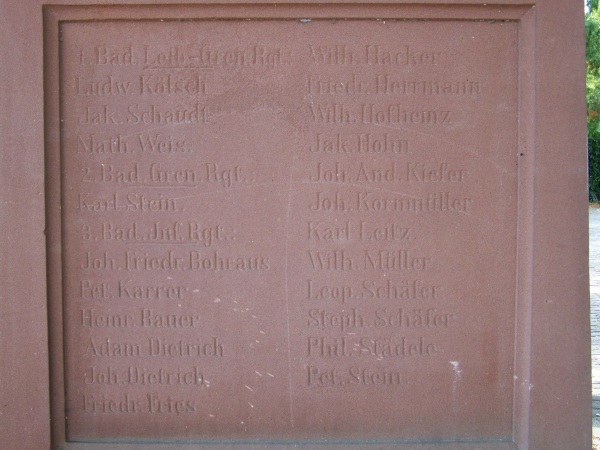 1. Bad. Leib-Gren. Rgt.:
Ludw. Kölsch
Jak. Schaudt
Math. Weis.
2. Bad. Gren. Rgt.:
Karl Stein.
3. Bad. Inf. Rgt.:
Joh. Friedr. Bohraus
Pet. Karrer
Heinr. Bauer
Adam Dietrich
Joh. Dietrich
Friedr. Fries
Wilh. Hacker
Friedr. Herrmann
Wilh. Hofheinz
Jak. Hohn
Joh. And. Kiefer
Joh. Kornmüller
Karl Leitz.
Wilh. Müller
Leop. Schäfer
Steph. Schäfer
Phil. Städele
Pet. Stein.